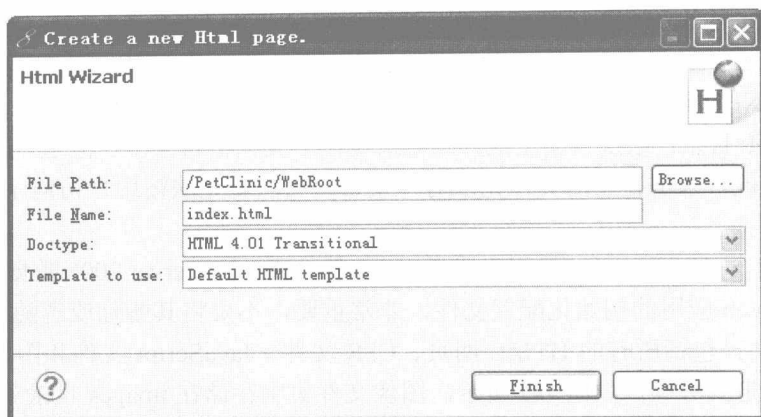 Create a new Html page.
Html Wizard
H
File Path: /PetClinic/WebRoot Browse...
File Name: index.html
Doctype: HTML 4.01 Transitional
Template to use: Default HTML template
? Finish Cancel